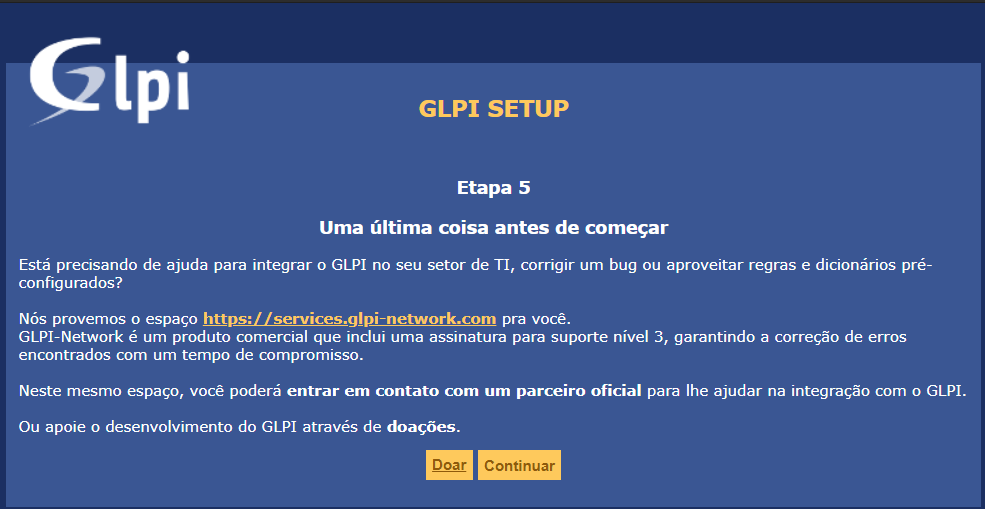 Glpi
GLPI SETUP
Etapa 5
Uma última coisa antes de começar
Está precisando de ajuda para integrar o GLPI no seu setor de TI, corrigir um bug ou aproveitar regras e dicionários pré-
configurados?
Nós provemos o espaço https://services.glpi-network.com pra você.
GLPI-Network é um produto comercial que inclui uma assinatura para suporte nível 3, garantindo a correção de erros
encontrados com um tempo de compromisso.
Neste mesmo espaço, você poderá entrar em contato com um parceiro oficial para lhe ajudar na integração com o GLPI.
Ou apoie o desenvolvimento do GLPI através de doações.
Doar Continuar